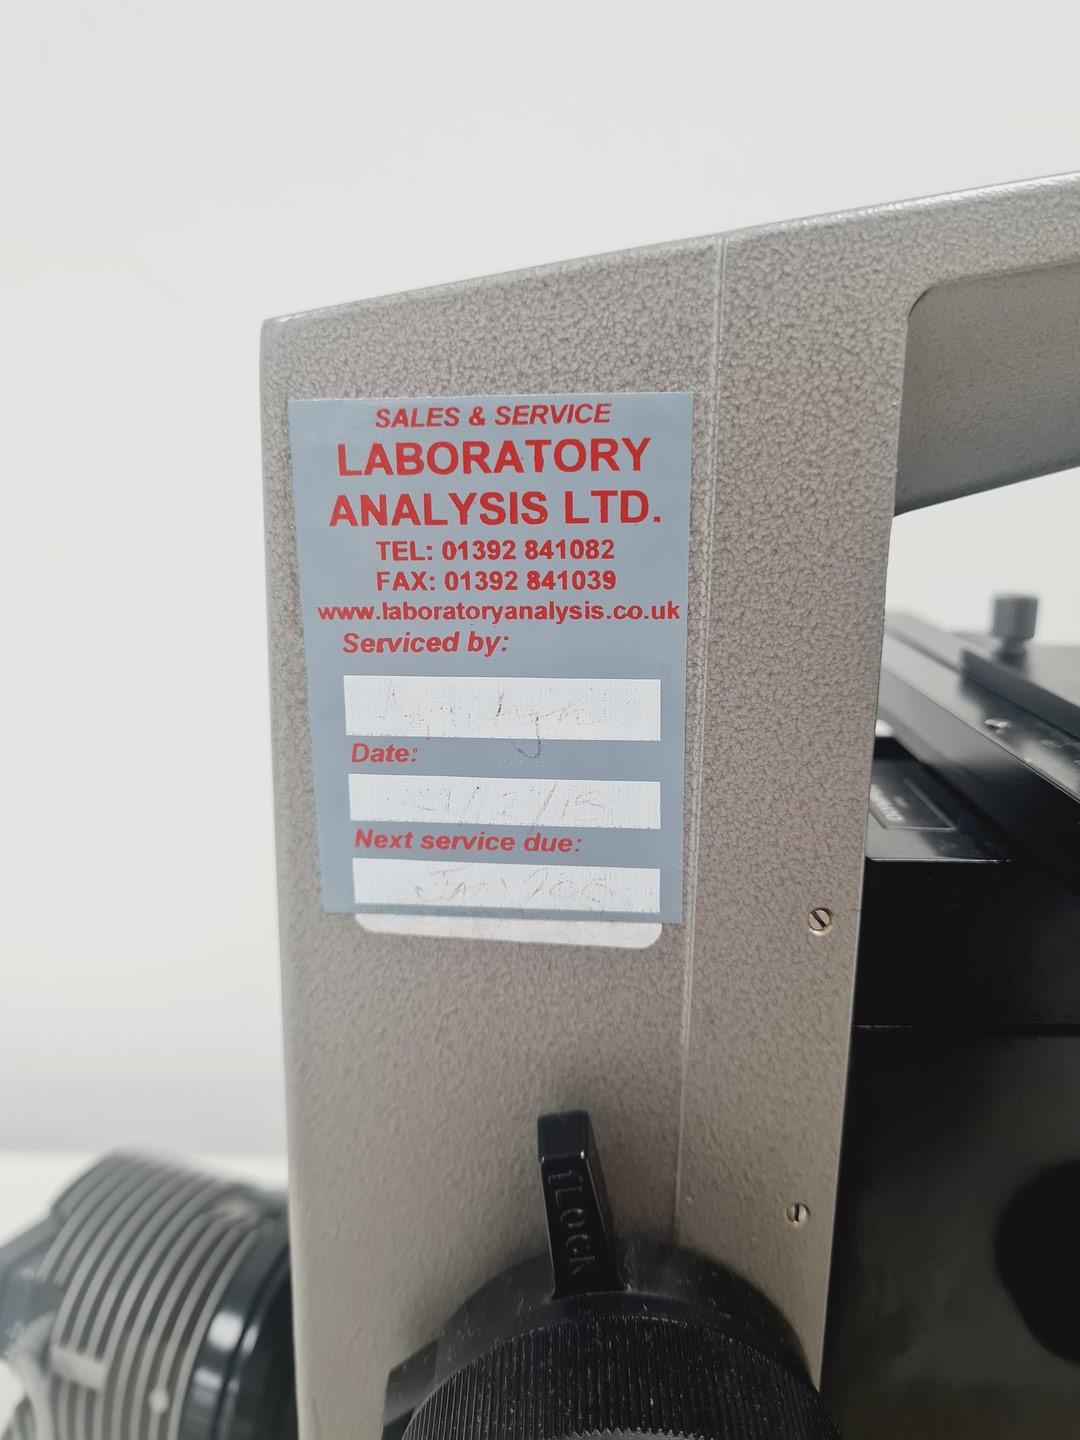 SALES & SERVICE
LABORATORY
ANALYSIS LTD.
TEL: 01392 841082
FAX: 01392 841039
www.laboratoryanalysis.co.uk
Serviced by:
Date:
Next service due:
JAN
LOCK